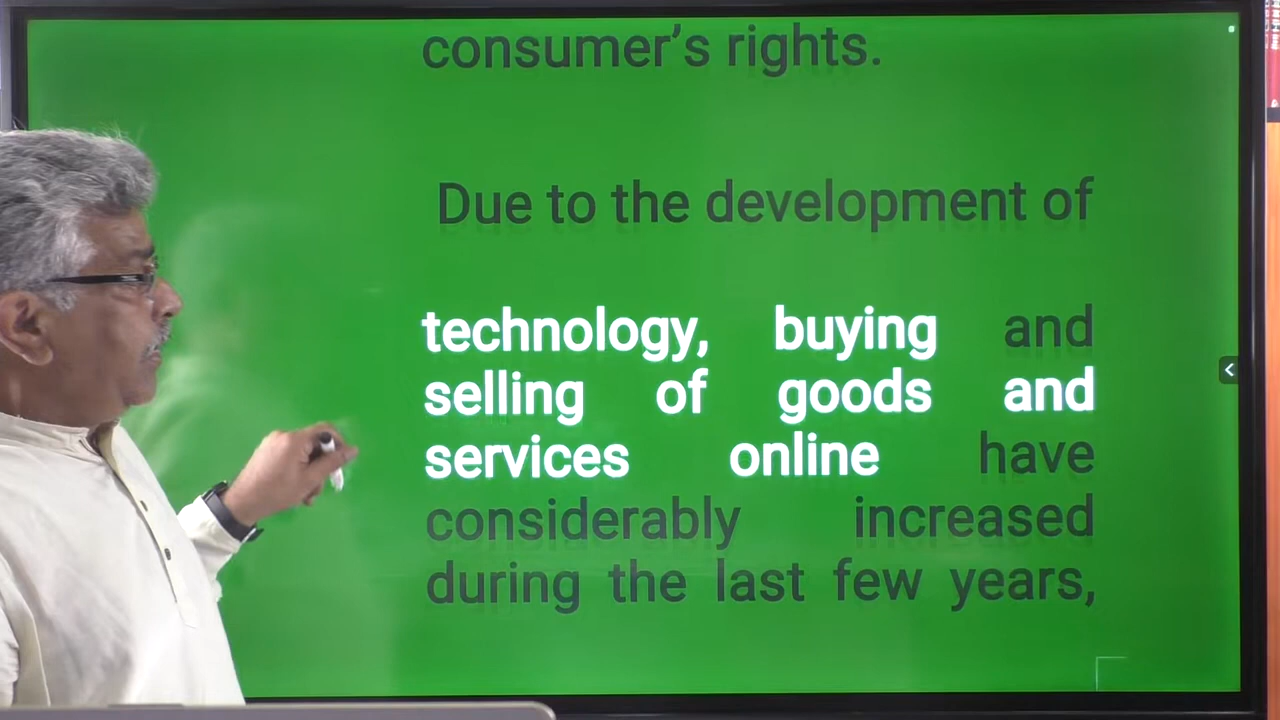 consumer’s rights.
Due to the development of
technology, buying and
selling of goods and
services online have
considerably increased
during the last few years,